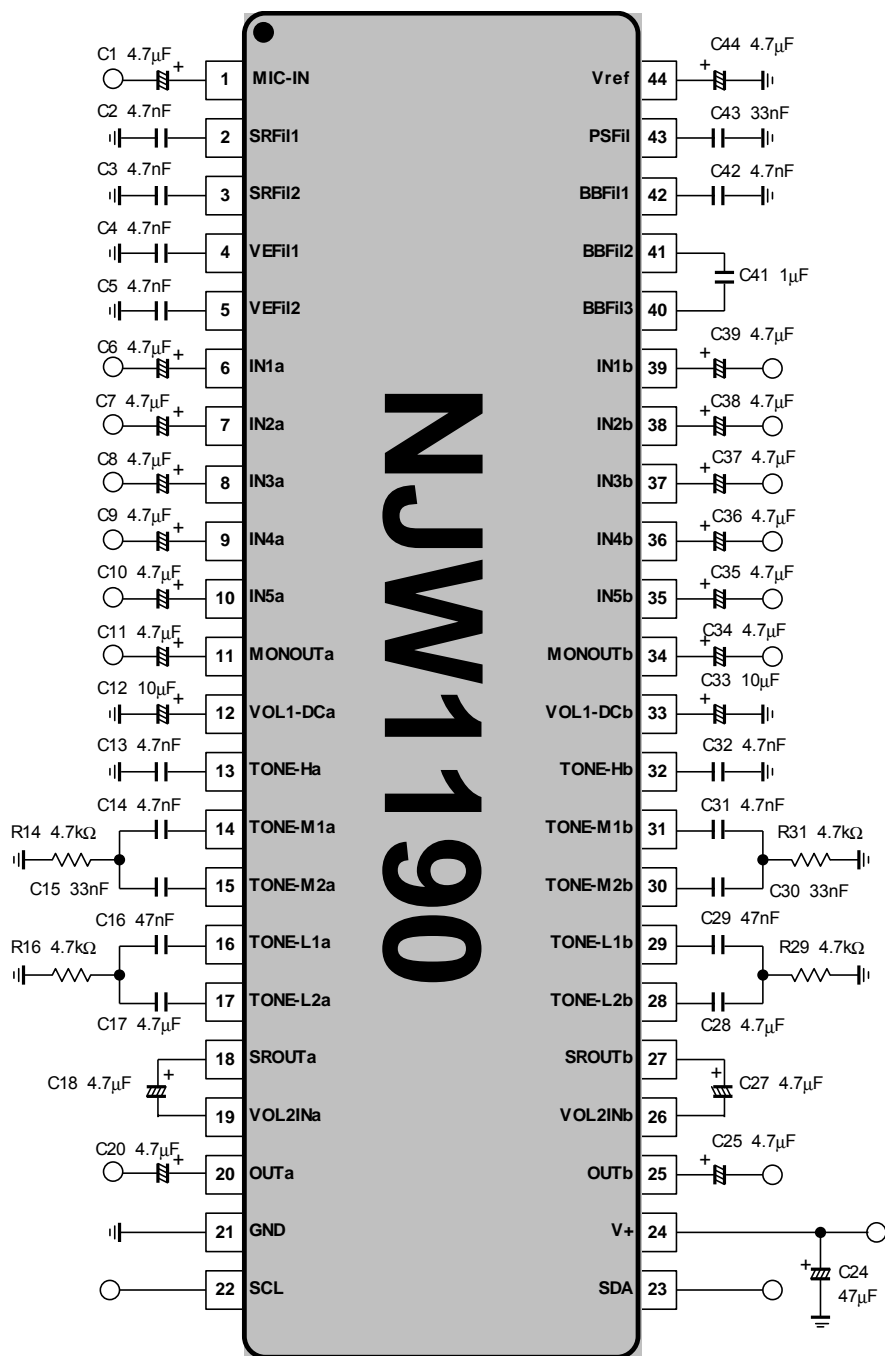 C1 4.7µF
+
1 MIC-IN
C2 4.7nF
2 SRFil1
C3 4.7nF
3 SRFil2
C4 4.7nF
4 VEFil1
C5 4.7nF
5 VEFil2
C6 4.7µF
+
6 IN1a
C7 4.7µF
+
7 IN2a
C8 4.7µF
+
8 IN3a
C9 4.7µF
+
9 IN4a
C10 4.7µF
+
10 IN5a
C11 4.7µF
+
11 MONOUTa
C12 10µF
+
12 VOL1-DCa
C13 4.7nF
13 TONE-Ha
C14 4.7nF
R14 4.7kΩ
14 TONE-M1a
C15 33nF
15 TONE-M2a
C16 47nF
R16 4.7kΩ
16 TONE-L1a
17 TONE-L2a
C17 4.7µF
18 SROUTa
C18 4.7µF
+
19 VOL2INa
C20 4.7µF
+
20 OUTa
21 GND
22 SCL
NJW1190
C44 4.7µF
+
Vref 44
C43 33nF
PSFil 43
C42 4.7nF
BBFil1 42
BBFil2 41
C41 1µF
BBFil3 40
C39 4.7µF
+
IN1b 39
C38 4.7µF
+
IN2b 38
C37 4.7µF
+
IN3b 37
C36 4.7µF
+
IN4b 36
C35 4.7µF
+
IN5b 35
C34 4.7µF
+
MONOUTb 34
C33 10µF
+
VOL1-DCb 33
C32 4.7nF
TONE-Hb 32
C31 4.7nF
R31 4.7kΩ
TONE-M1b 31
TONE-M2b 30
C30 33nF
C29 47nF
R29 4.7kΩ
TONE-L1b 29
TONE-L2b 28
C28 4.7µF
SROUTb 27
+
C27 4.7µF
VOL2INb 26
C25 4.7µF
+
OUTb 25
V+ 24
+
C24
47µF
SDA 23